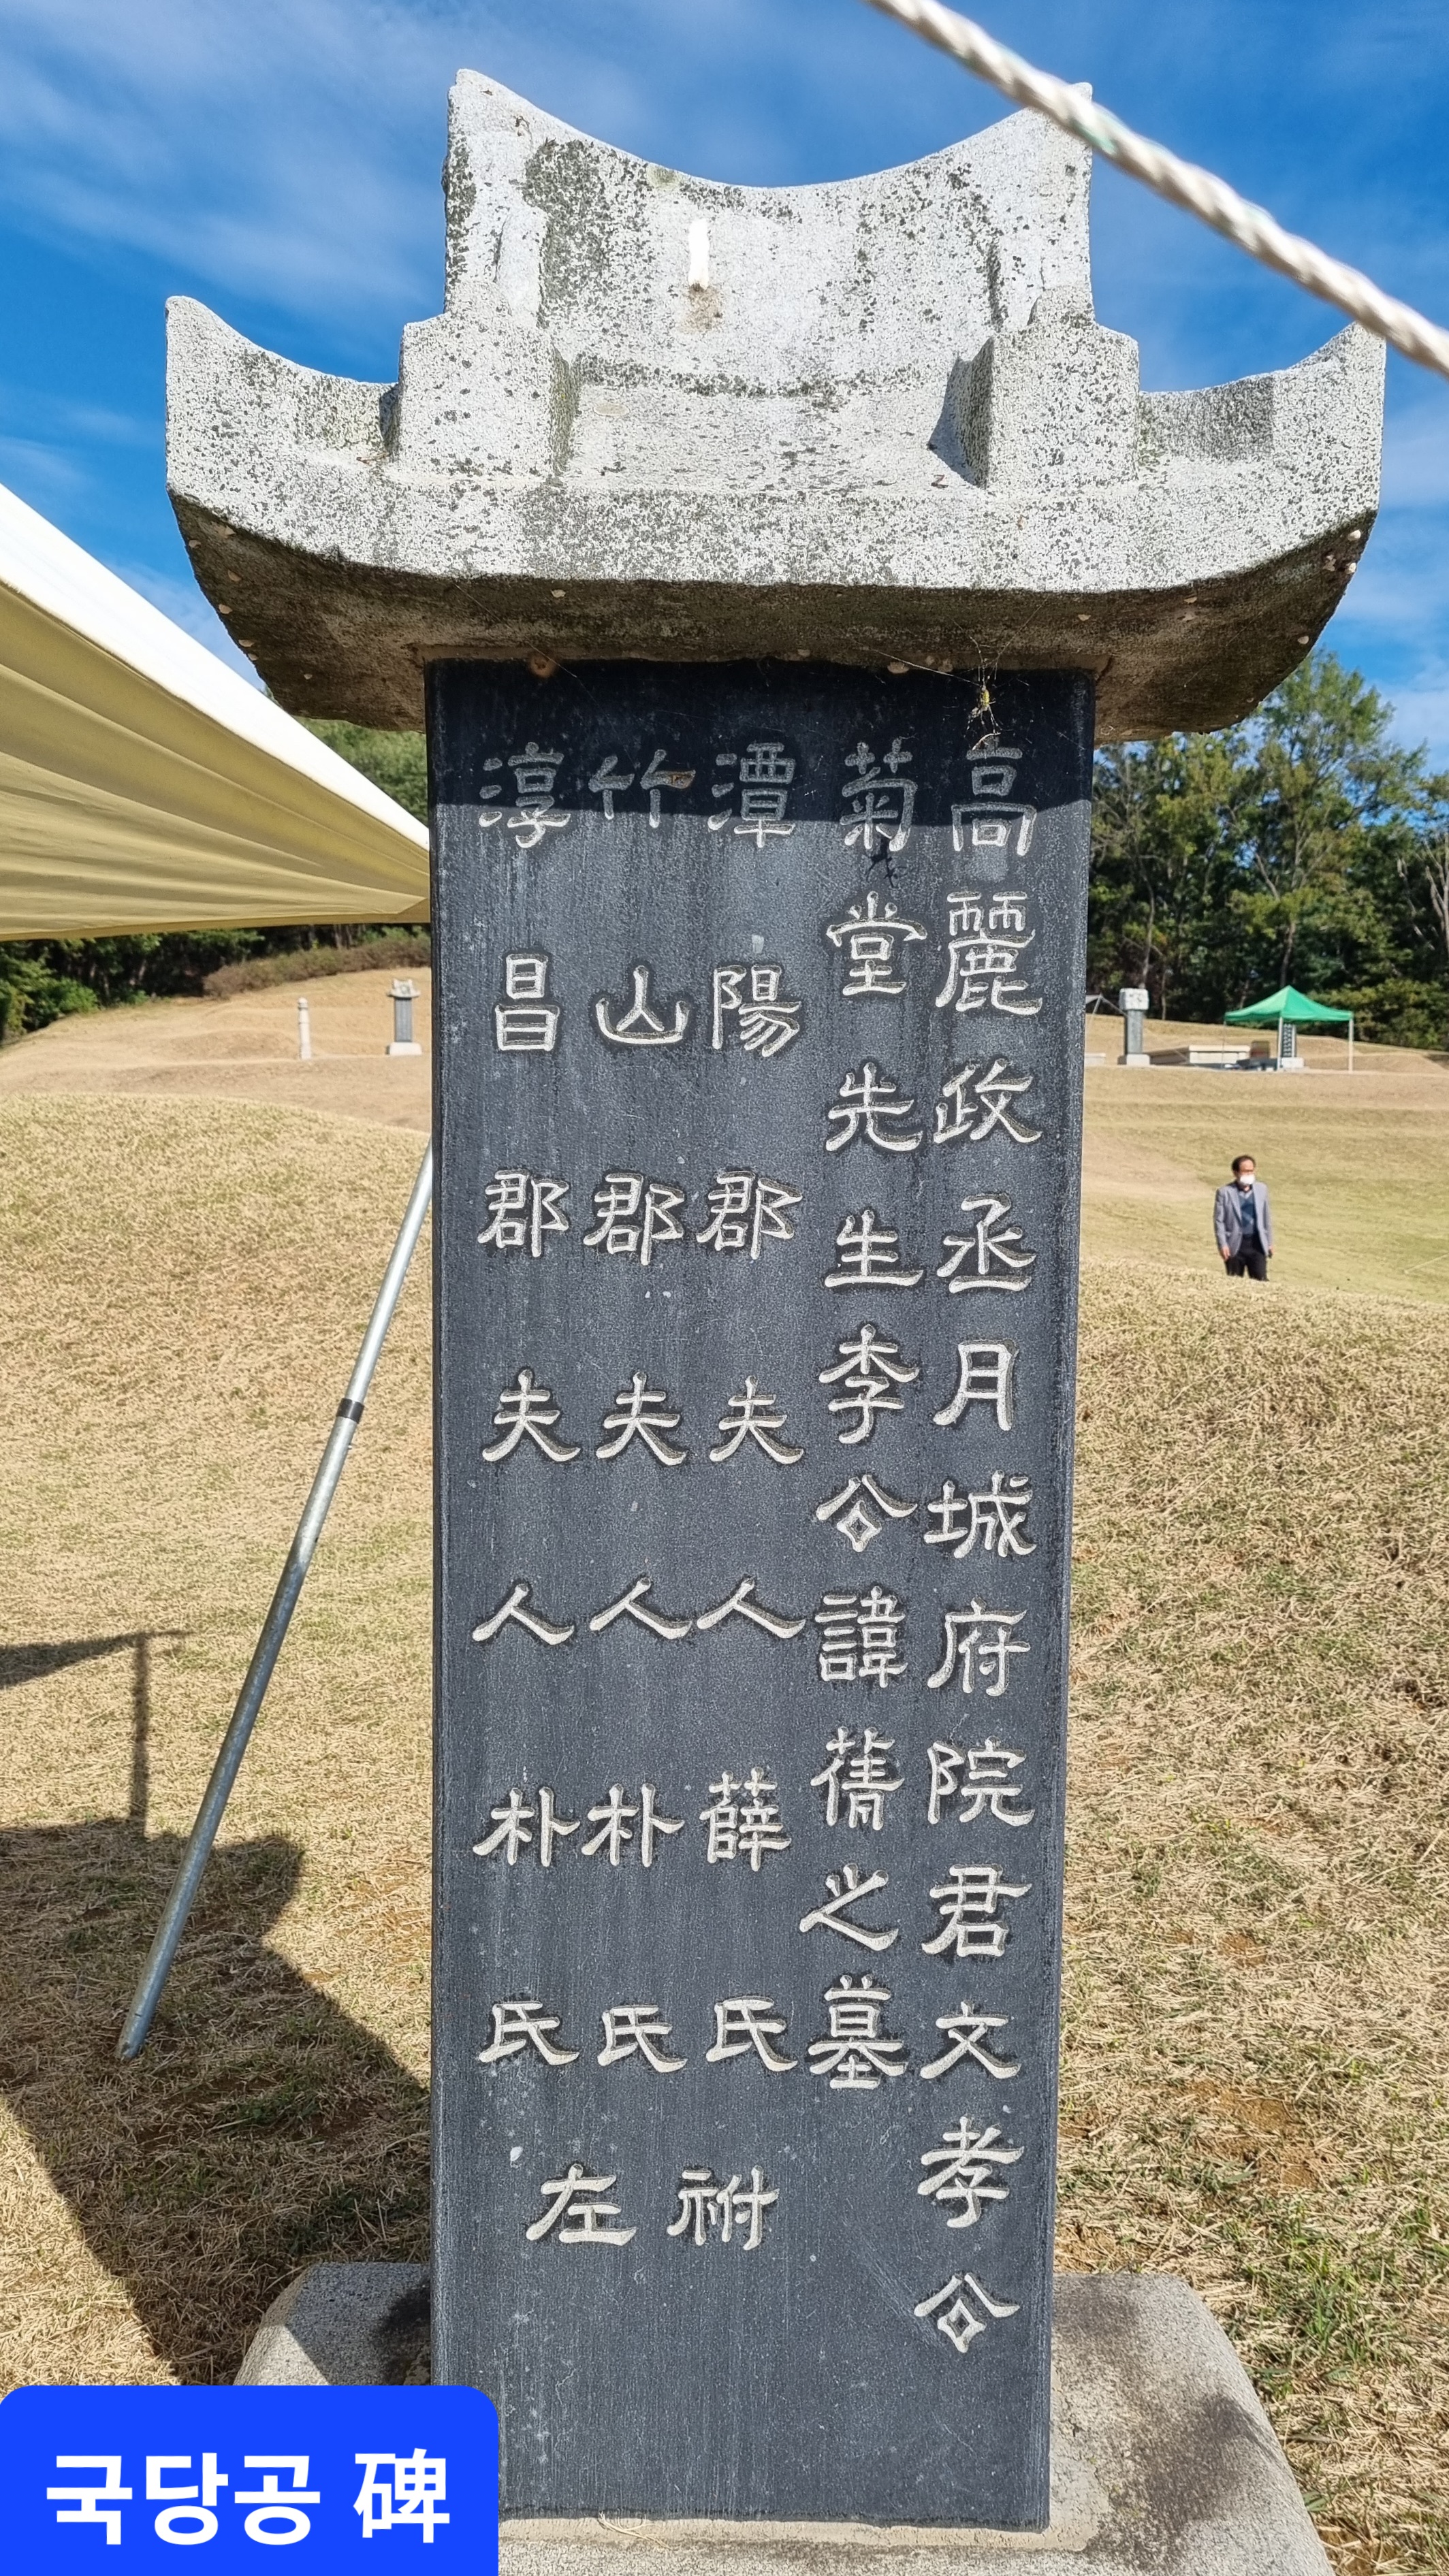 高麗政丞月城府院君文孝公
菊堂先生李公諱蒨之墓
潭陽郡夫人薛氏
竹山郡夫人朴氏
淳昌郡夫人朴氏
祔左
국당공 碑